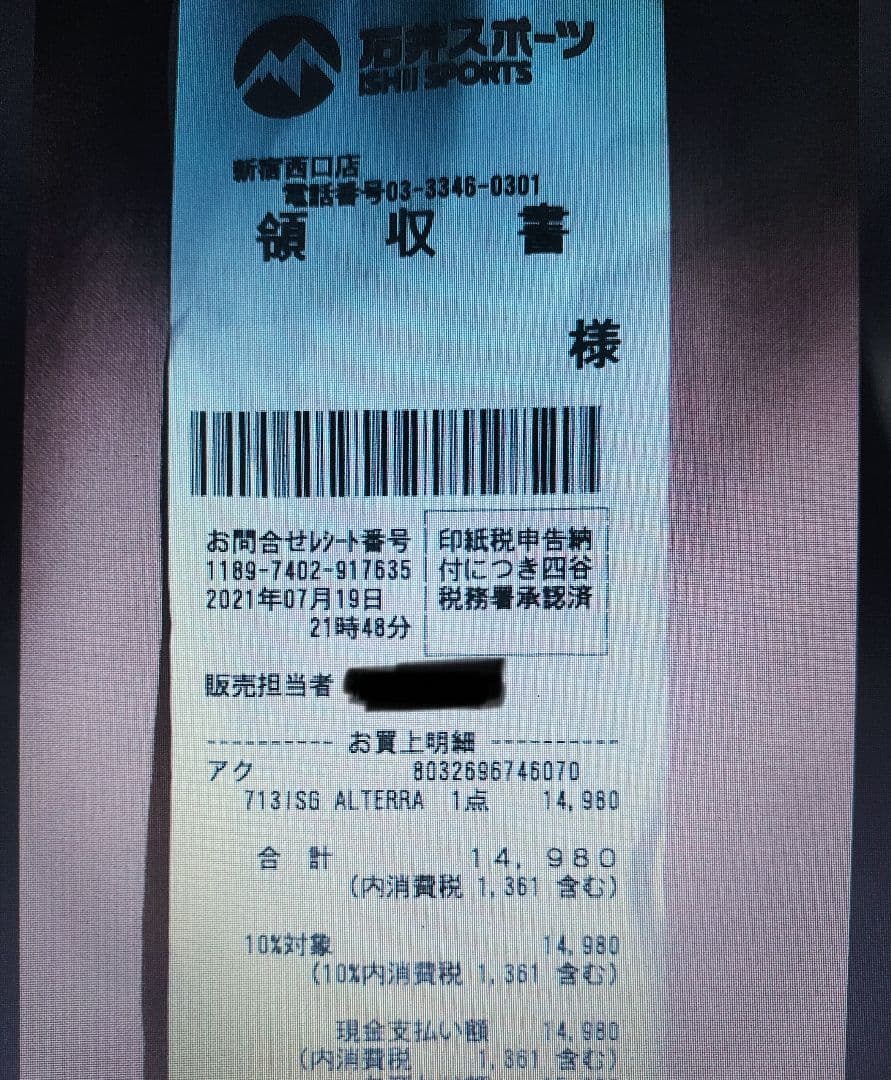 石井スポーツ
ISHII SPORTS
新宿西口店
電話番号03-3346-0301
領 収 書
様
お問合せﾚｼｰﾄ番号
1189-7402-917635
2021年07月19日
21時48分
印紙税申告納
付につき四谷
税務署承認済
販売担当者
---------- お買上明細 ----------
アク 8032696746070
713ISG ALTERRA 1点 14,980
合 計 14,980
(内消費税 1,361 含む)
10%対象 14,980
(10%内消費税 1,361 含む)
現金支払い額 14,980
(内消費税 1,361 含む)